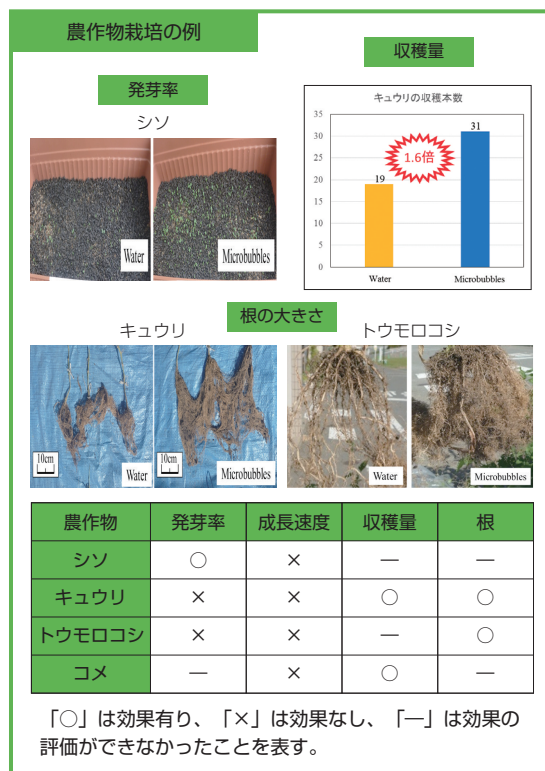 農作物栽培の例
収穫量
発芽率
シソ
Water
Microbubbles
キュウリの収穫本数
35
30
25
20
15
10
5
0
19
31
1.6倍
Water
Microbubbles
根の大きさ
キュウリ
トウモロコシ
10cm
Water
10cm
Microbubbles
Water
Microbubbles
農作物 発芽率 成長速度 収穫量 根
シソ ○ × ― ―
キュウリ × × ○ ○
トウモロコシ × × ― ○
コメ ― × ○ ―
「○」は効果有り、「×」は効果なし、「―」は効果の
評価ができなかったことを表す。